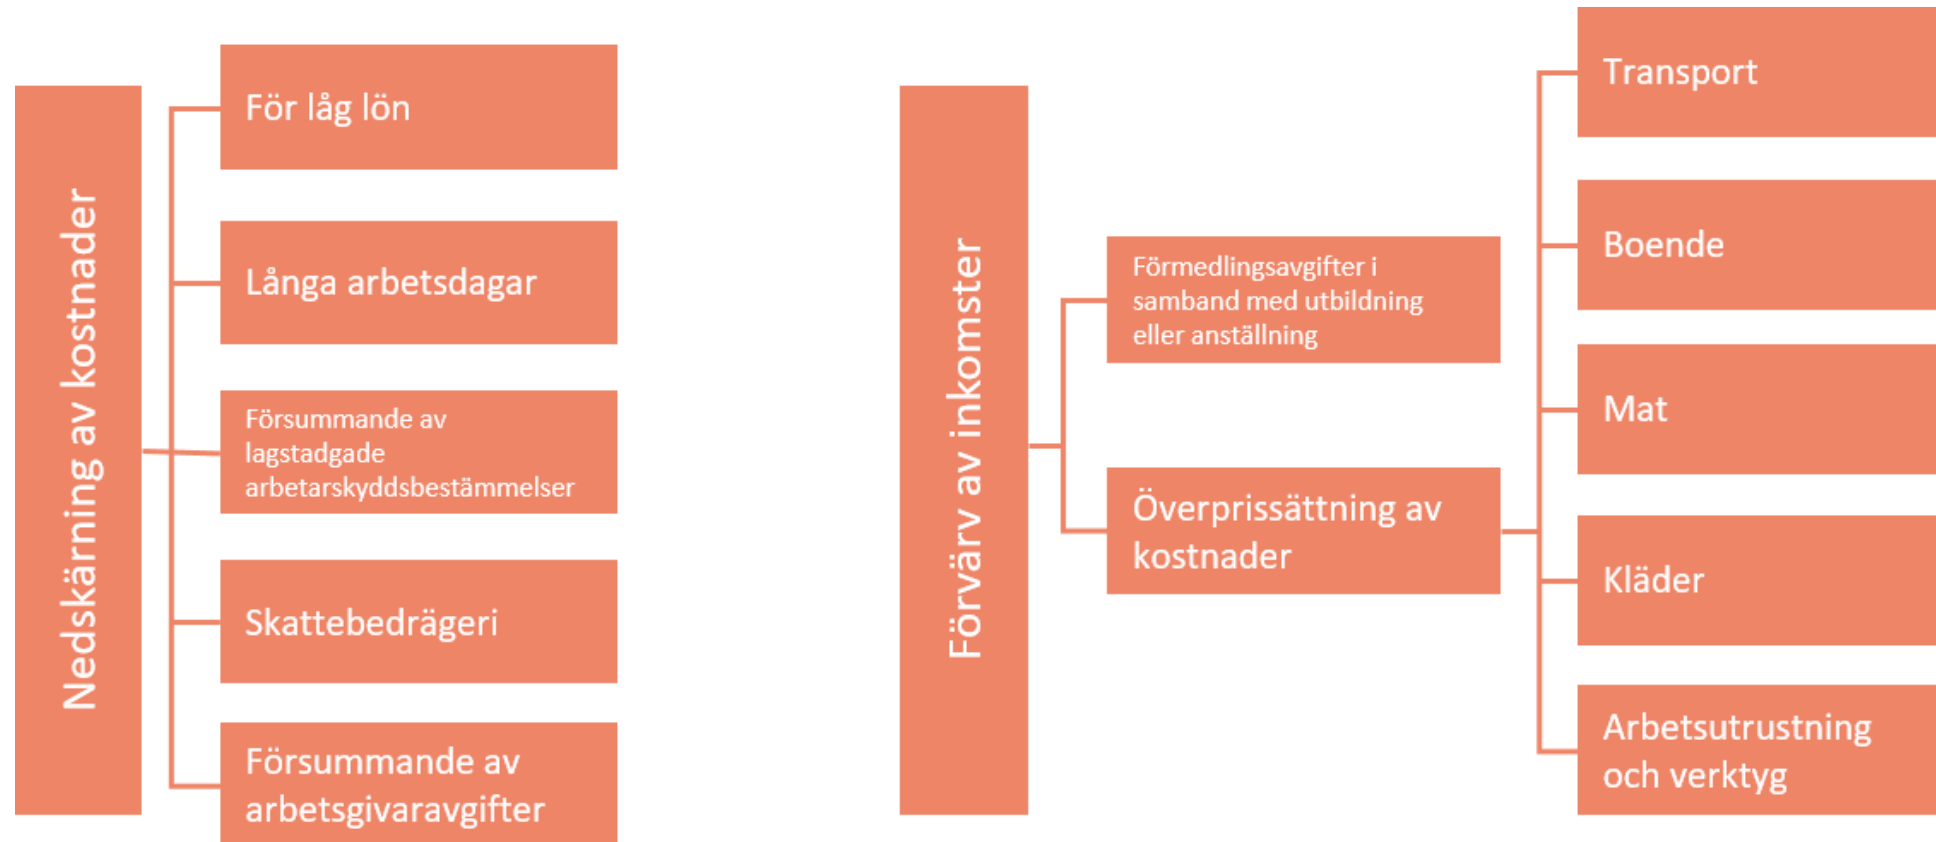 Nedskärning av kostnader
För låg lön
Långa arbetsdagar
Försummande av
lagstadgade
arbetarskyddsbestämmelser
Skattebedrägeri
Försummande av
arbetsgivaravgifter
Förvärv av inkomster
Förmedlingsavgifter i
samband med utbildning
eller anställning
Överprissättning av
kostnader
Transport
Boende
Mat
Kläder
Arbetsutrustning
och verktyg